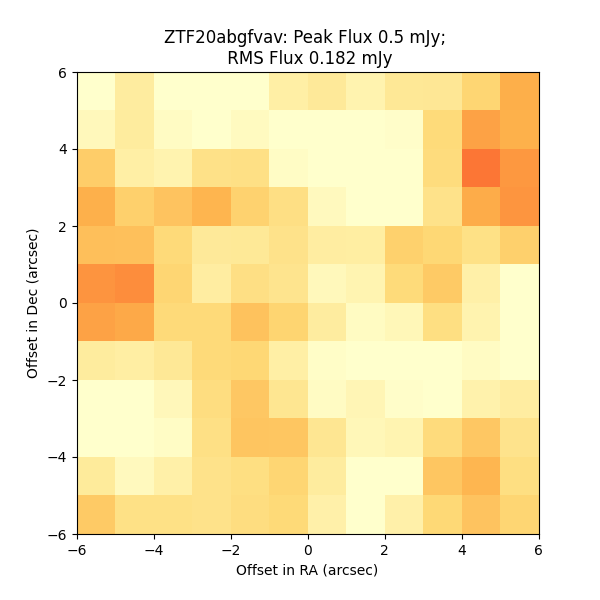 ZTF20abgfvav: Peak Flux 0.5 mJy;
RMS Flux 0.182 mJy
6
4
2
0
−2
−4
−6
Offset in Dec (arcsec)
−6 −4 −2 0 2 4 6
Offset in RA (arcsec)